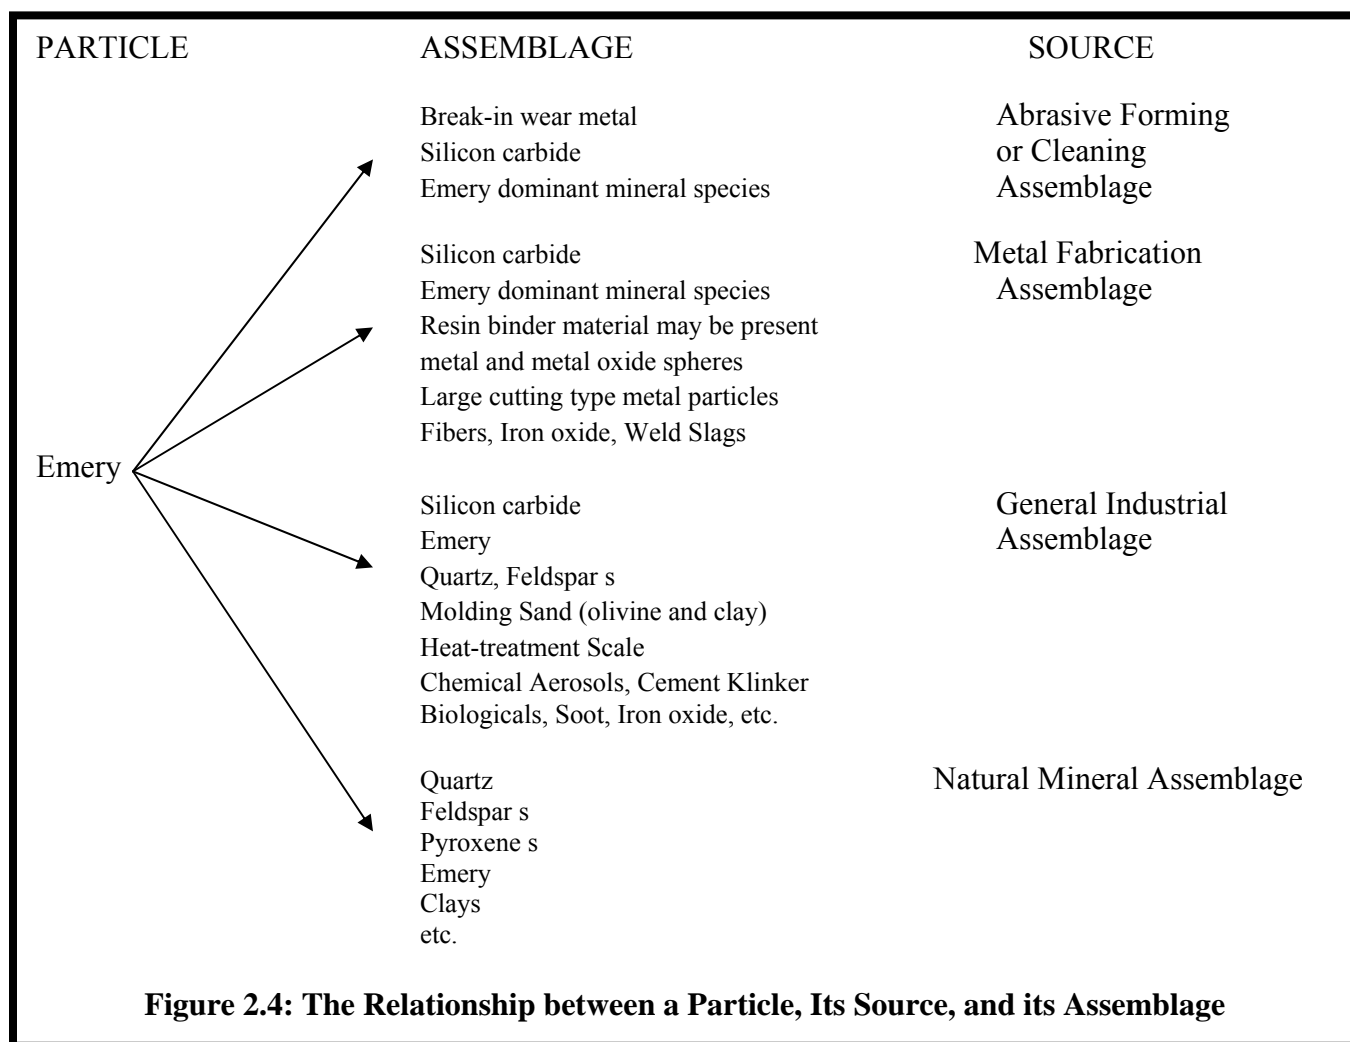 PARTICLE ASSEMBLAGE SOURCE
Break-in wear metal
Silicon carbide
Emery dominant mineral species
Abrasive Forming
or Cleaning
Assemblage
Silicon carbide
Emery dominant mineral species
Resin binder material may be present
metal and metal oxide spheres
Large cutting type metal particles
Fibers, Iron oxide, Weld Slags
Metal Fabrication
Assemblage
Emery
Silicon carbide
Emery
Quartz, Feldspar s
Molding Sand (olivine and clay)
Heat-treatment Scale
Chemical Aerosols, Cement Klinker
Biologicals, Soot, Iron oxide, etc.
General Industrial
Assemblage
Quartz
Feldspar s
Pyroxene s
Emery
Clays
etc.
Natural Mineral Assemblage
Figure 2.4: The Relationship between a Particle, Its Source, and its Assemblage